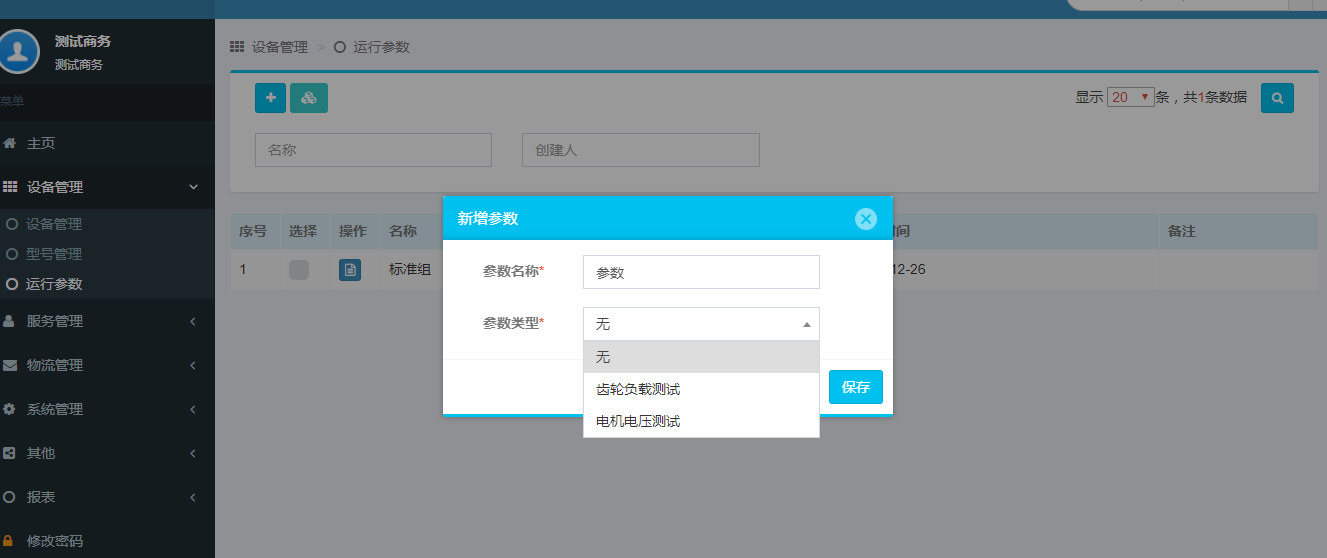 测试商务
测试商务
菜单
主页
设备管理
设备管理
型号管理
运行参数
服务管理
物流管理
系统管理
其他
报表
修改密码
设备管理 > 运行参数
显示 20 条，共1条数据
名称
创建人
序号 选择 操作 名称 间 备注
1 标准组 12-26
新增参数
参数名称*
参数
参数类型*
无
无
齿轮负载测试
电机电压测试
保存